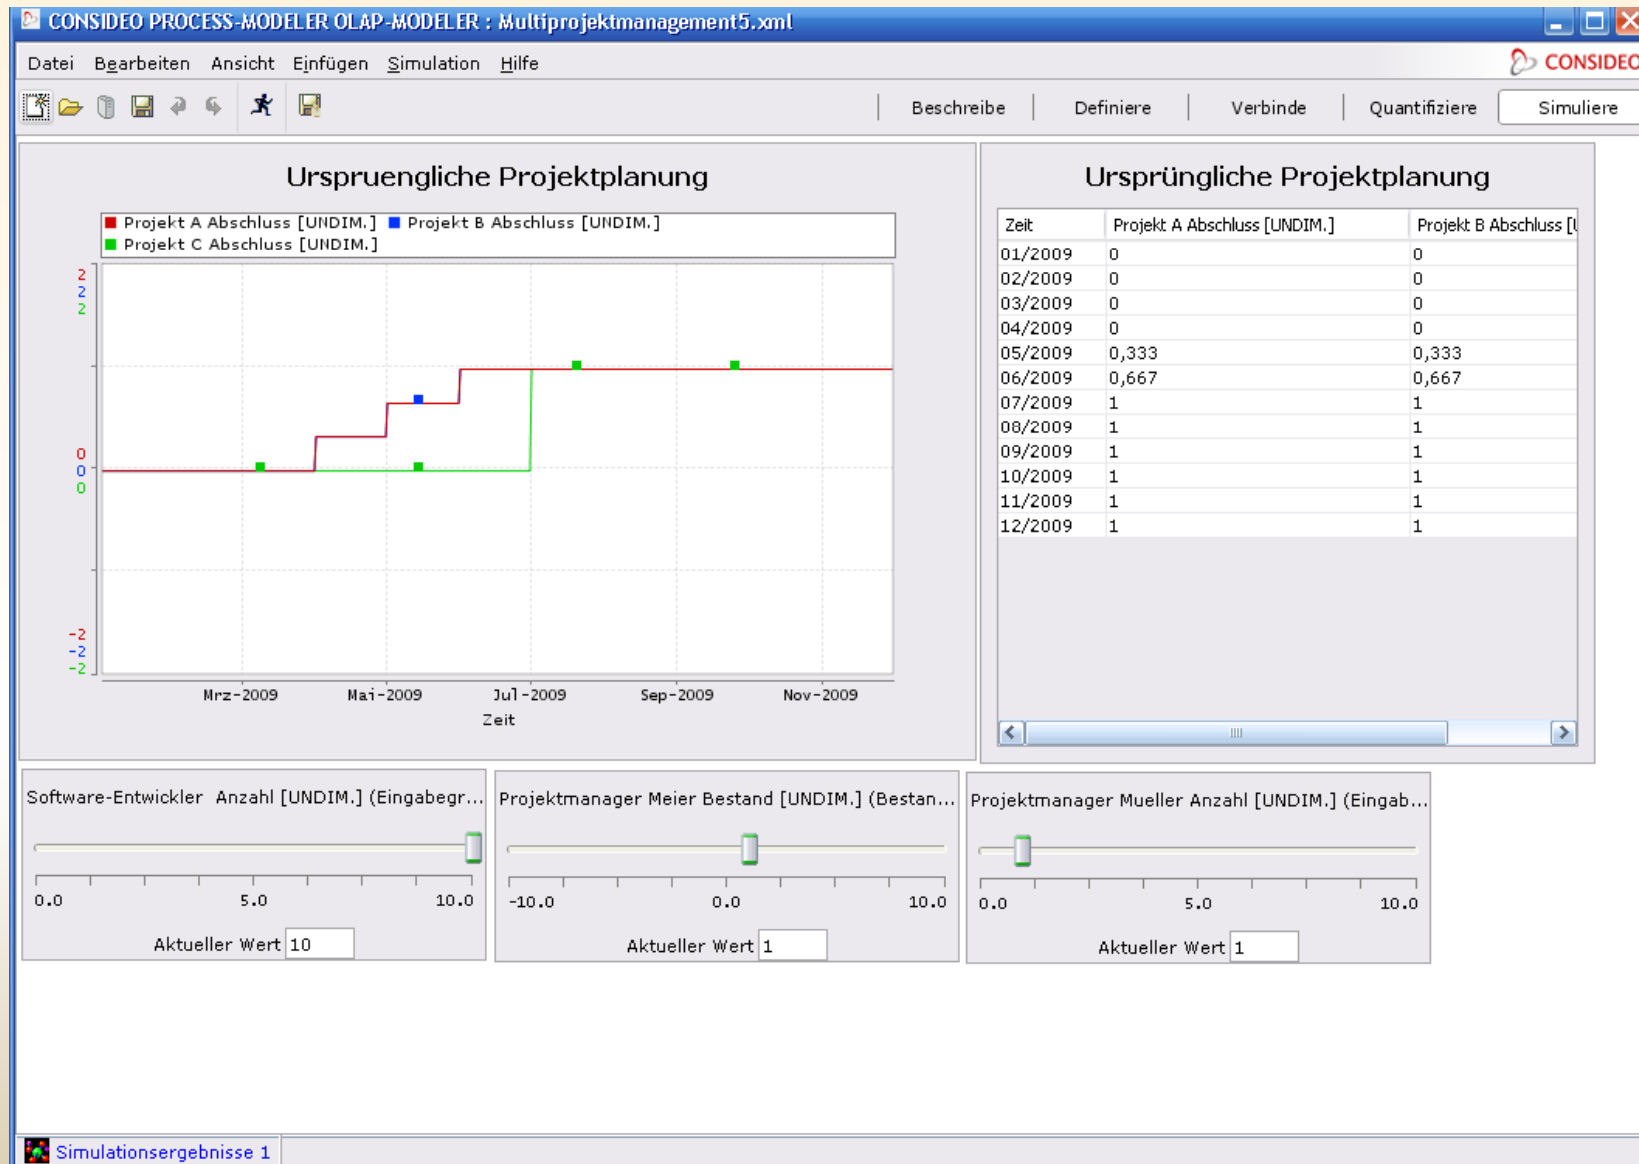 CONSIDEO PROCESS-MODELER OLAP-MODELER : Multiprojektmanagement5.xml
Datei Bearbeiten Ansicht Einfügen Simulation Hilfe
CONSIDEO
Beschreibe Definiere Verbinde Quantifiziere Simuliere
Urspruengliche Projektplanung
Projekt A Abschluss [UNDIM.] Projekt B Abschluss [UNDIM.]
Projekt C Abschluss [UNDIM.]
2
2
2
0
0
0
-2
-2
-2
Mrz-2009 Mai-2009 Jul-2009 Sep-2009 Nov-2009
Zeit
Ursprüngliche Projektplanung
Zeit Projekt A Abschluss [UNDIM.] Projekt B Abschluss [U
01/2009 0 0
02/2009 0 0
03/2009 0 0
04/2009 0 0
05/2009 0,333 0,333
06/2009 0,667 0,667
07/2009 1 1
08/2009 1 1
09/2009 1 1
10/2009 1 1
11/2009 1 1
12/2009 1 1
Software-Entwickler Anzahl [UNDIM.] (Eingabegr...
0.0 5.0 10.0
Aktueller Wert 10
Projektmanager Meier Bestand [UNDIM.] (Bestan...
-10.0 0.0 10.0
Aktueller Wert 1
Projektmanager Mueller Anzahl [UNDIM.] (Eingab...
0.0 5.0 10.0
Aktueller Wert 1
Simulationsergebnisse 1